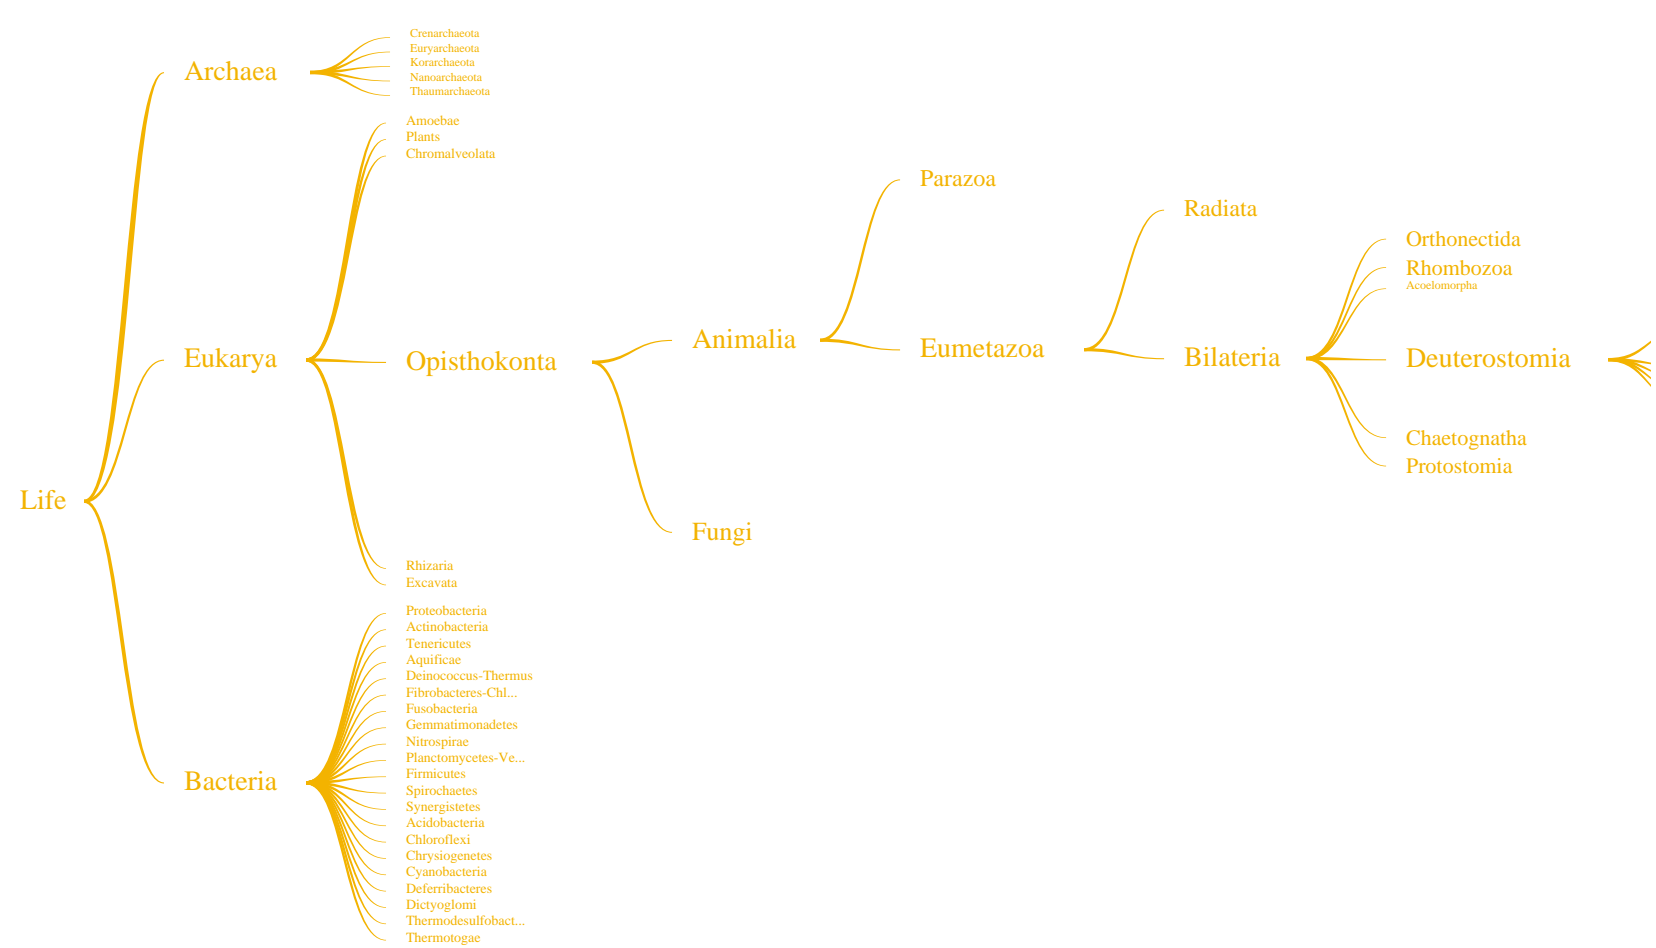 Life
Archaea
Crenarchaeota
Euryarchaeota
Korarchaeota
Nanoarchaeota
Thaumarchaeota
Eukarya
Amoebae
Plants
Chromalveolata
Opisthokonta
Animalia
Parazoa
Eumetazoa
Radiata
Bilateria
Orthonectida
Rhombozoa
Acoelomorpha
Deuterostomia
Chaetognatha
Protostomia
Fungi
Rhizaria
Excavata
Bacteria
Proteobacteria
Actinobacteria
Tenericutes
Aquificae
Deinococcus-Thermus
Fibrobacteres-Chl...
Fusobacteria
Gemmatimonadetes
Nitrospirae
Planctomycetes-Ve...
Firmicutes
Spirochaetes
Synergistetes
Acidobacteria
Chloroflexi
Chrysiogenetes
Cyanobacteria
Deferribacteres
Dictyoglomi
Thermodesulfobact...
Thermotogae